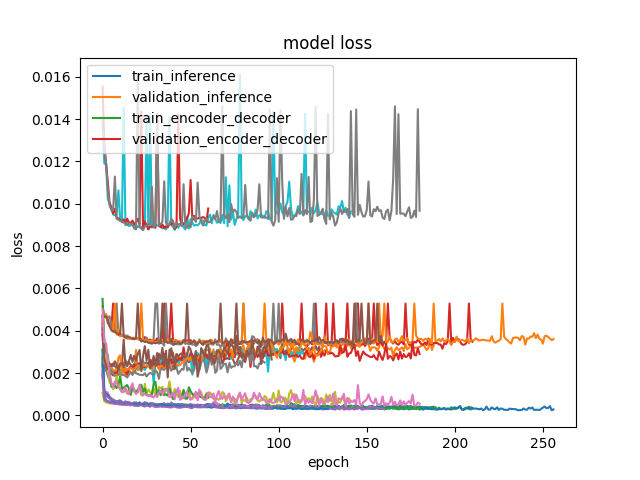 model loss
train_inference
validation_inference
train_encoder_decoder
validation_encoder_decoder
loss
0.016
0.014
0.012
0.010
0.008
0.006
0.004
0.002
0.000
0
50
100
150
200
250
epoch